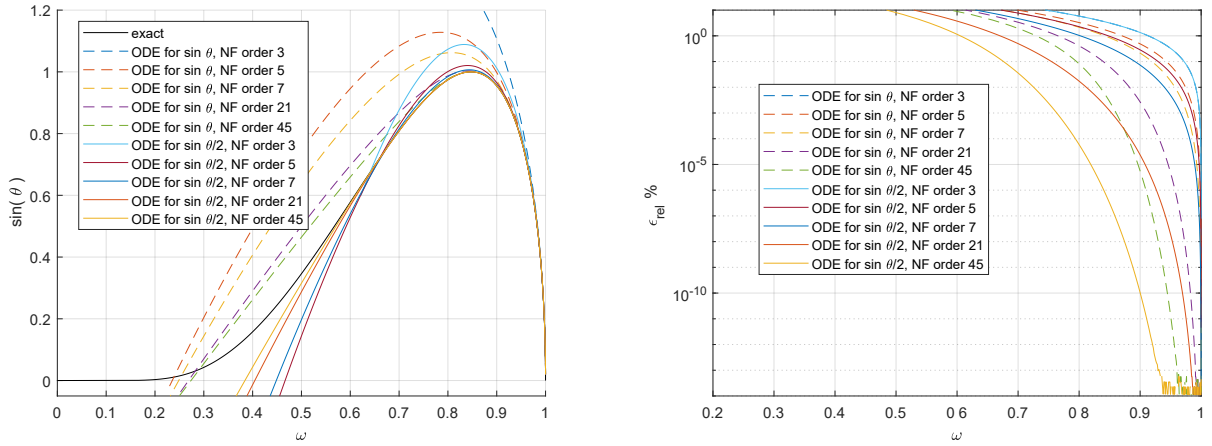 sin( θ )
1.2
1
0.8
0.6
0.4
0.2
0
exact
ODE for sin θ, NF order 3
ODE for sin θ, NF order 5
ODE for sin θ, NF order 7
ODE for sin θ, NF order 21
ODE for sin θ, NF order 45
ODE for sin θ/2, NF order 3
ODE for sin θ/2, NF order 5
ODE for sin θ/2, NF order 7
ODE for sin θ/2, NF order 21
ODE for sin θ/2, NF order 45
0 0.1 0.2 0.3 0.4 0.5 0.6 0.7 0.8 0.9 1
ω
ϵrel %
10^0
10^-5
10^-10
ODE for sin θ, NF order 3
ODE for sin θ, NF order 5
ODE for sin θ, NF order 7
ODE for sin θ, NF order 21
ODE for sin θ, NF order 45
ODE for sin θ/2, NF order 3
ODE for sin θ/2, NF order 5
ODE for sin θ/2, NF order 7
ODE for sin θ/2, NF order 21
ODE for sin θ/2, NF order 45
0.2 0.3 0.4 0.5 0.6 0.7 0.8 0.9 1
ω